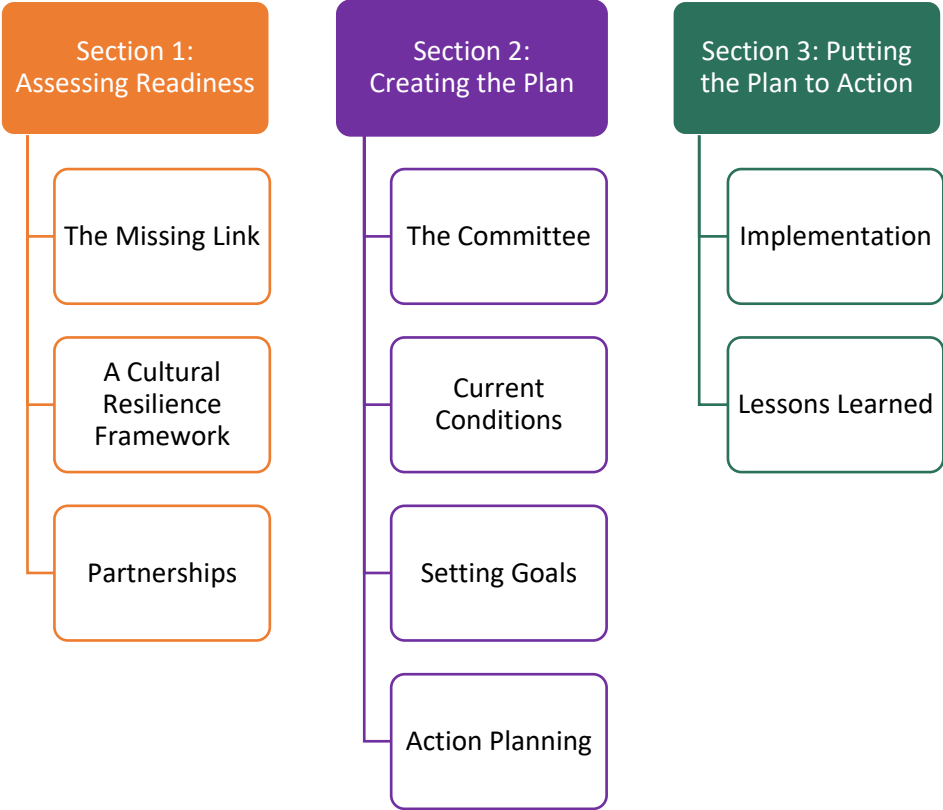 Section 1:
Assessing Readiness
The Missing Link
A Cultural
Resilience
Framework
Partnerships
Section 2:
Creating the Plan
The Committee
Current
Conditions
Setting Goals
Action Planning
Section 3: Putting
the Plan to Action
Implementation
Lessons Learned